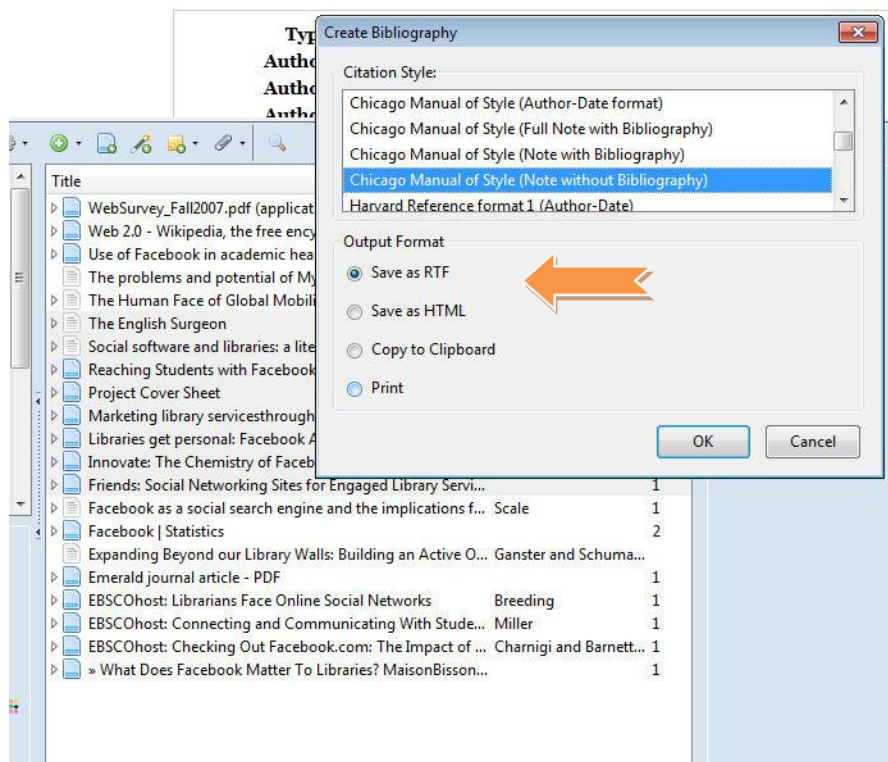 Typ
Autho
Autho
Autho
Create Bibliography
Citation Style:
Chicago Manual of Style (Author-Date format)
Chicago Manual of Style (Full Note with Bibliography)
Chicago Manual of Style (Note with Bibliography)
Chicago Manual of Style (Note without Bibliography)
Harvard Reference format 1 (Author-Date)
Output Format
Save as RTF
Save as HTML
Copy to Clipboard
Print
OK Cancel
Title
WebSurvey_Fall2007.pdf (applicat
Web 2.0 - Wikipedia, the free ency
Use of Facebook in academic hea
The problems and potential of My
The Human Face of Global Mobili
The English Surgeon
Social software and libraries: a lite
Reaching Students with Facebook
Project Cover Sheet
Marketing library servicesthrough
Libraries get personal: Facebook A
Innovate: The Chemistry of Faceb
Friends: Social Networking Sites for Engaged Library Servi... 1
Facebook as a social search engine and the implications f... Scale 1
Facebook | Statistics 2
Expanding Beyond our Library Walls: Building an Active O... Ganster and Schuma...
Emerald journal article - PDF 1
EBSCOhost: Librarians Face Online Social Networks Breeding 1
EBSCOhost: Connecting and Communicating With Stude... Miller 1
EBSCOhost: Checking Out Facebook.com: The Impact of ... Charnigi and Barnett... 1
» What Does Facebook Matter To Libraries? MaisonBisson... 1